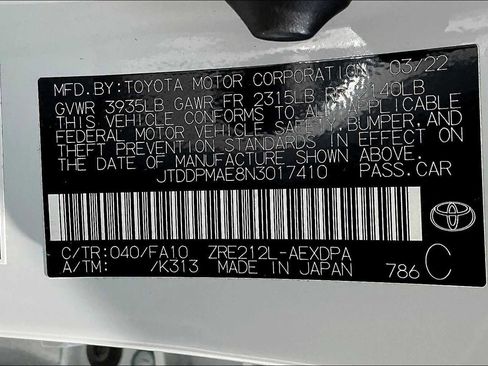 MFD.BY:TOYOTA MOTOR CORPORATION 03/22
GVWR 3935LB GAWR FR 2315LB 140LB
THIS VEHICLE CONFORMS TO ALL APPLICABLE
FEDERAL MOTOR VEHICLE SAFETY, BUMPER, AND
THEFT PREVENTION STANDARDS IN EFFECT ON
THE DATE OF MANUFACTURE SHOWN ABOVE.
JTDDPMAE8N3017410 PASS.CAR
C/TR:040/FA10 ZRE212L-AEXDPA
A/TM: /K313 MADE IN JAPAN 786 C